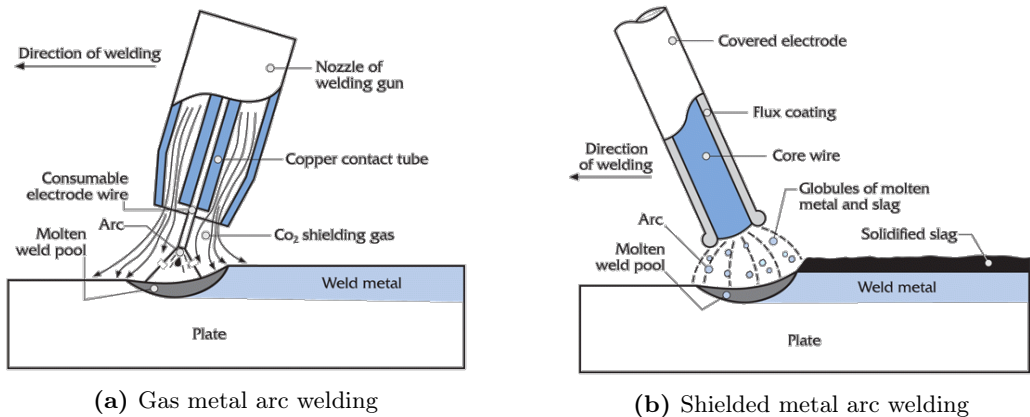 Direction of welding
Nozzle of
welding gun
Copper contact tube
Consumable
electrode wire
Arc
Molten
weld pool
Co₂ shielding gas
Weld metal
Plate
(a) Gas metal arc welding
Covered electrode
Flux coating
Core wire
Direction
of welding
Globules of molten
metal and slag
Arc
Molten
weld pool
Solidified slag
Weld metal
Plate
(b) Shielded metal arc welding